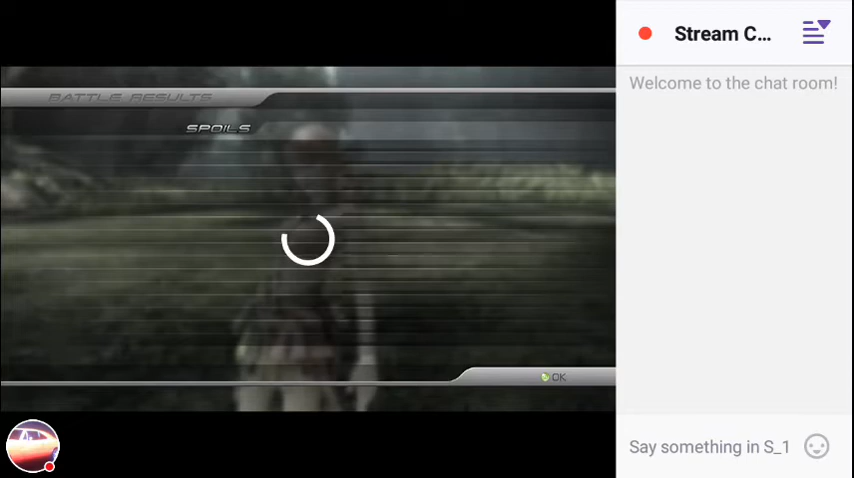 Stream C...
Welcome to the chat room!
BATTLE RESULTS
SPOILS
OK
Say something in S_1